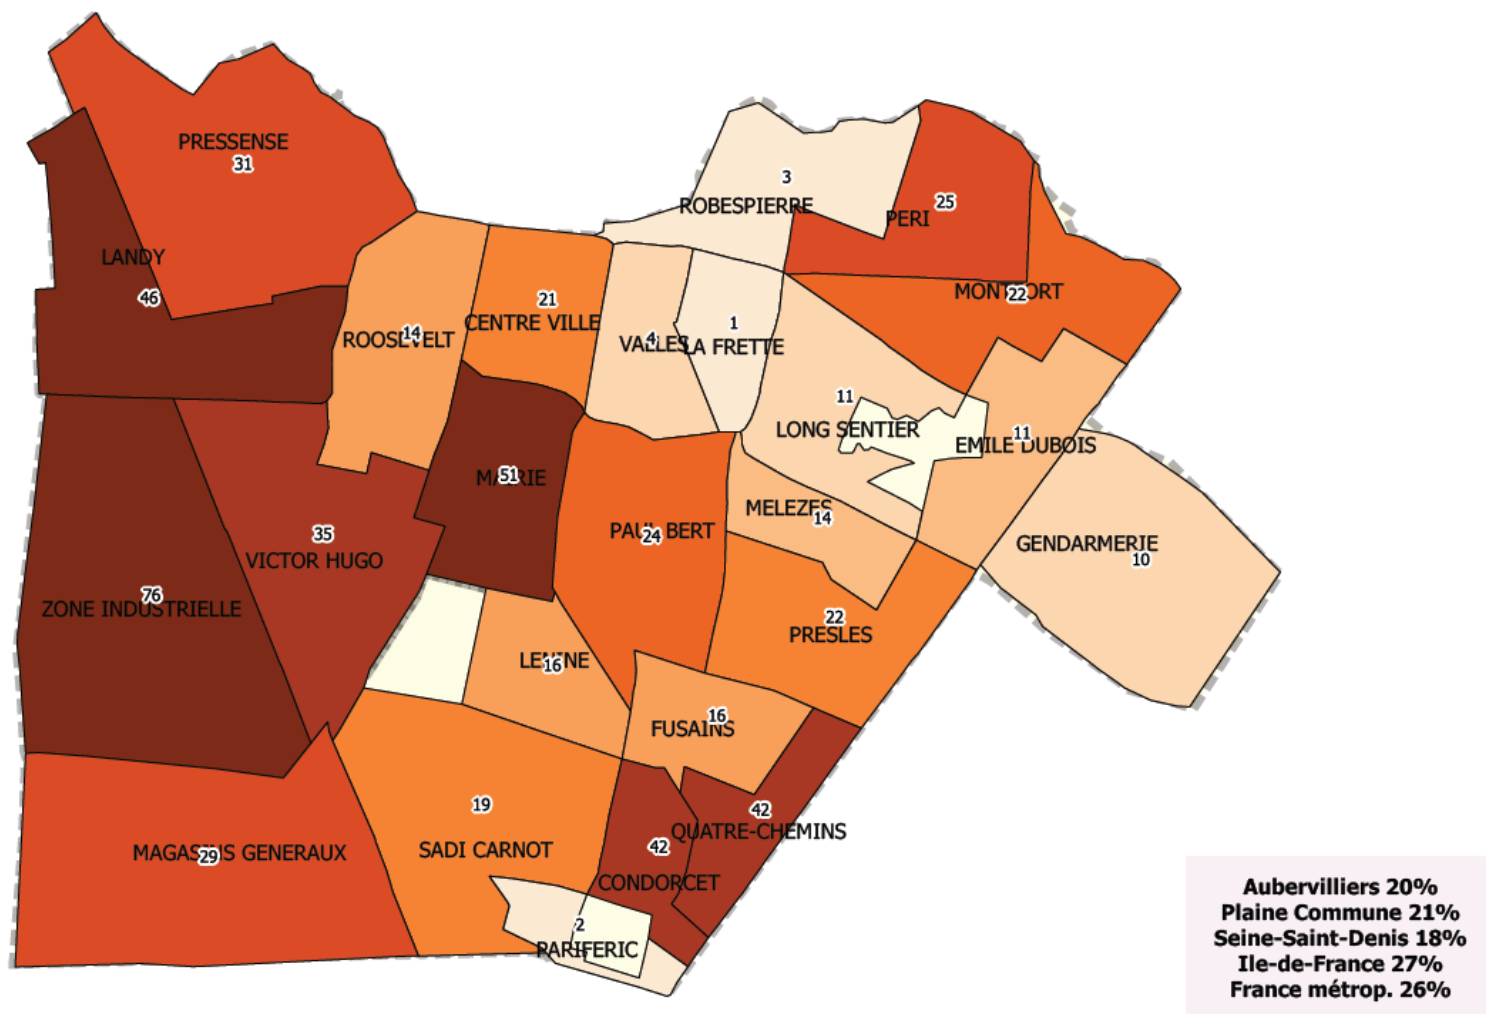 PRESSENSE
31
3
ROBESPIERRE
25
PERI
LANDY
46
MONTFORT
22
21
CENTRE VILLE
14
ROOSEVELT
VALLES
4
1
LA FRETTE
11
LONG SENTIER
11
EMILE DUBOIS
MAIRIE
51
MELEZES
14
PAUL BERT
24
GENDARMERIE
10
35
VICTOR HUGO
76
ZONE INDUSTRIELLE
22
PRESLES
LENINE
16
16
FUSAINS
19
SADI CARNOT
42
QUATRE-CHEMINS
42
CONDORCET
MAGASINS GENERAUX
29
2
PARIFERIC
Aubervilliers 20%
Plaine Commune 21%
Seine-Saint-Denis 18%
Ile-de-France 27%
France métrop. 26%